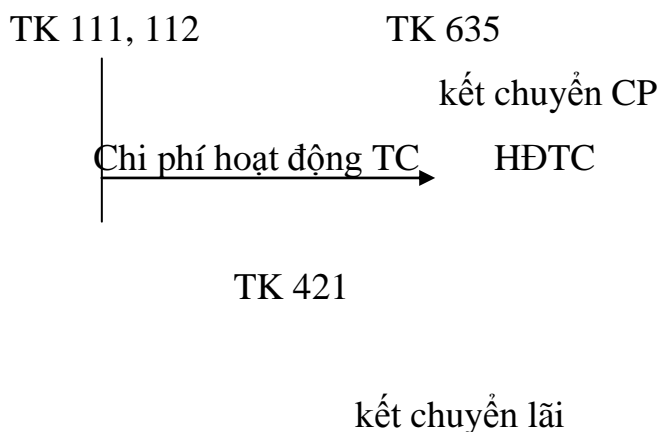 TK 111, 112 TK 635
kết chuyển CP
Chi phí hoạt động TC HĐTC
TK 421
kết chuyển lãi